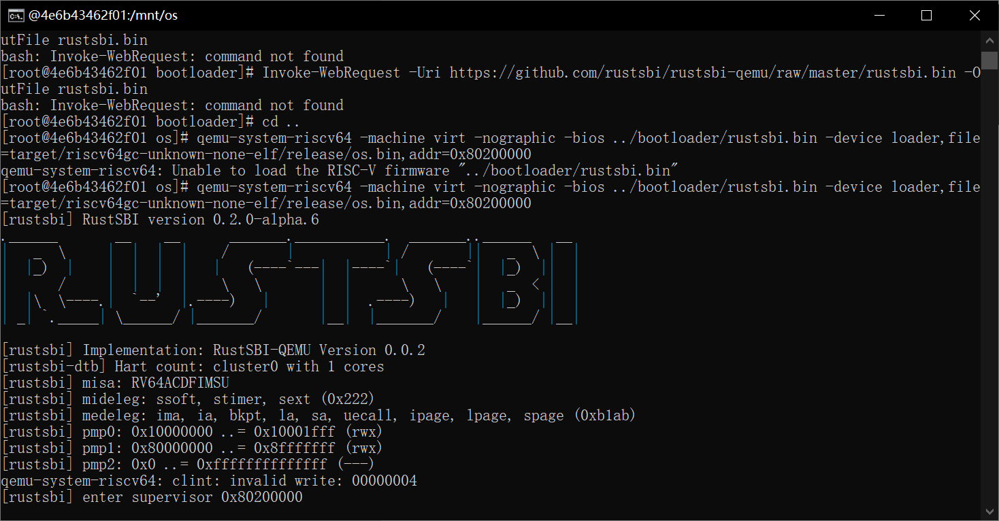 @4e6b43462f01:/mnt/os
utFile rustsbi.bin
bash: Invoke-WebRequest: command not found
[root@4e6b43462f01 bootloader]# Invoke-WebRequest -Uri https://github.com/rustsbi/rustsbi-qemu/raw/master/rustsbi.bin -O
utFile rustsbi.bin
bash: Invoke-WebRequest: command not found
[root@4e6b43462f01 bootloader]# cd ..
[root@4e6b43462f01 os]# qemu-system-riscv64 -machine virt -nographic -bios ../bootloader/rustsbi.bin -device loader,file
=target/riscv64gc-unknown-none-elf/release/os.bin,addr=0x80200000
qemu-system-riscv64: Unable to load the RISC-V firmware "../bootloader/rustsbi.bin"
[root@4e6b43462f01 os]# qemu-system-riscv64 -machine virt -nographic -bios ../bootloader/rustsbi.bin -device loader,file
=target/riscv64gc-unknown-none-elf/release/os.bin,addr=0x80200000
[rustsbi] RustSBI version 0.2.0-alpha.6
RUSTSBI
[rustsbi] Implementation: RustSBI-QEMU Version 0.0.2
[rustsbi-dtb] Hart count: cluster0 with 1 cores
[rustsbi] misa: RV64ACDFIMSU
[rustsbi] mideleg: ssoft, stimer, sext (0x222)
[rustsbi] medeleg: ima, ia, bkpt, la, sa, uecall, ipage, lpage, spage (0xb1ab)
[rustsbi] pmp0: 0x10000000 ..= 0x10001fff (rwx)
[rustsbi] pmp1: 0x80000000 ..= 0x8fffffff (rwx)
[rustsbi] pmp2: 0x0 ..= 0xffffffffffffff (---)
qemu-system-riscv64: clint: invalid write: 00000004
[rustsbi] enter supervisor 0x80200000